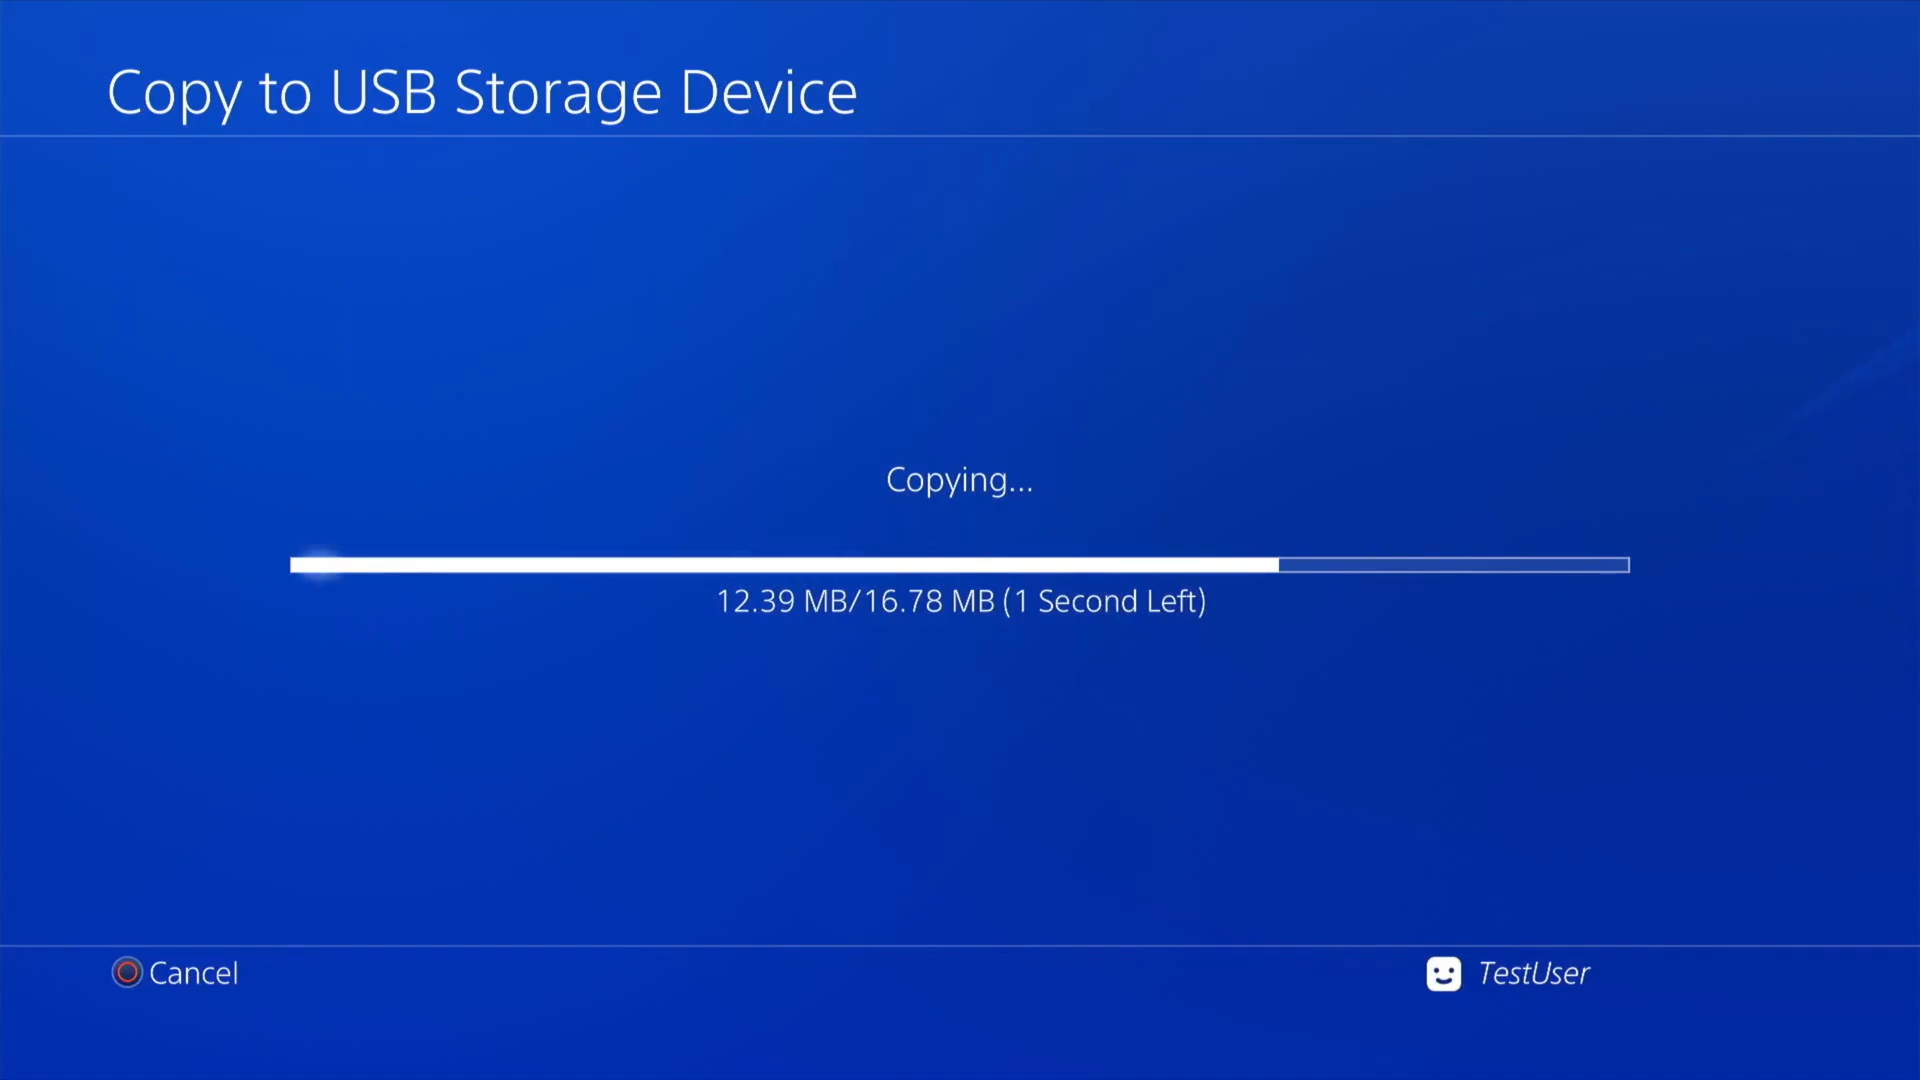 Copy to USB Storage Device
Copying...
12.39 MB/16.78 MB (1 Second Left)
Cancel
TestUser